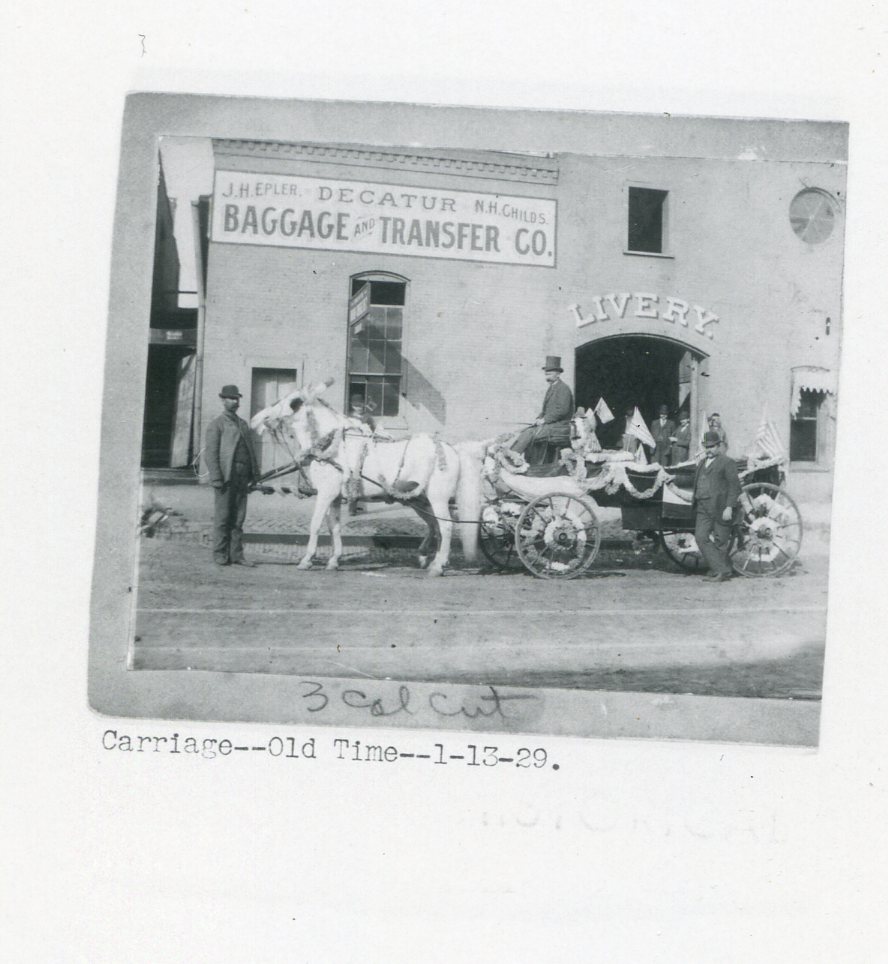 J.H. EPLER. DECATUR N.H. CHILDS.
BAGGAGE AND TRANSFER CO.
LIVERY.
3 Col Cut
Carriage--Old Time--1-13-29.